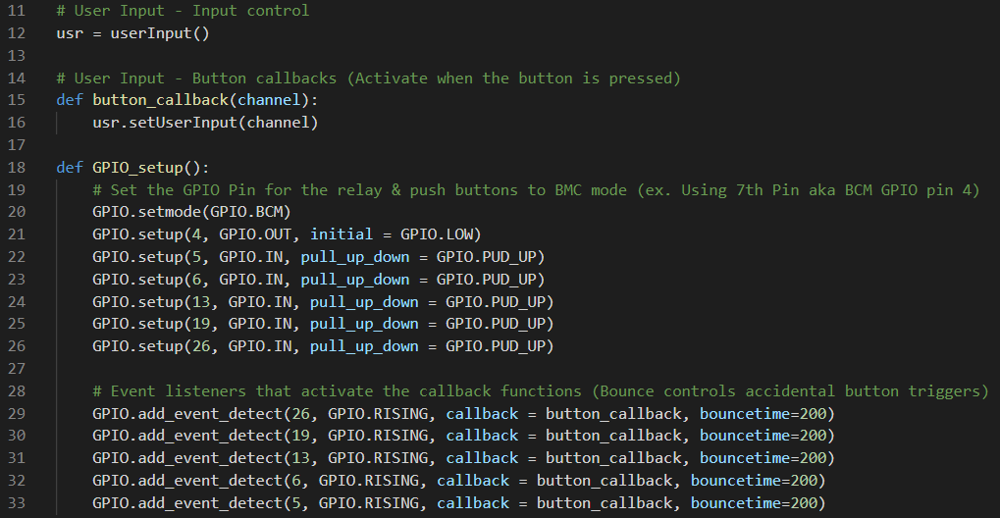 11 # User Input - Input control
12 usr = userInput()
13
14 # User Input - Button callbacks (Activate when the button is pressed)
15 def button_callback(channel):
16 usr.setUserInput(channel)
17
18 def GPIO_setup():
19 # Set the GPIO Pin for the relay & push buttons to BMC mode (ex. Using 7th Pin aka BCM GPIO pin 4)
20 GPIO.setmode(GPIO.BCM)
21 GPIO.setup(4, GPIO.OUT, initial = GPIO.LOW)
22 GPIO.setup(5, GPIO.IN, pull_up_down = GPIO.PUD_UP)
23 GPIO.setup(6, GPIO.IN, pull_up_down = GPIO.PUD_UP)
24 GPIO.setup(13, GPIO.IN, pull_up_down = GPIO.PUD_UP)
25 GPIO.setup(19, GPIO.IN, pull_up_down = GPIO.PUD_UP)
26 GPIO.setup(26, GPIO.IN, pull_up_down = GPIO.PUD_UP)
27
28 # Event listeners that activate the callback functions (Bounce controls accidental button triggers)
29 GPIO.add_event_detect(26, GPIO.RISING, callback = button_callback, bouncetime=200)
30 GPIO.add_event_detect(19, GPIO.RISING, callback = button_callback, bouncetime=200)
31 GPIO.add_event_detect(13, GPIO.RISING, callback = button_callback, bouncetime=200)
32 GPIO.add_event_detect(6, GPIO.RISING, callback = button_callback, bouncetime=200)
33 GPIO.add_event_detect(5, GPIO.RISING, callback = button_callback, bouncetime=200)